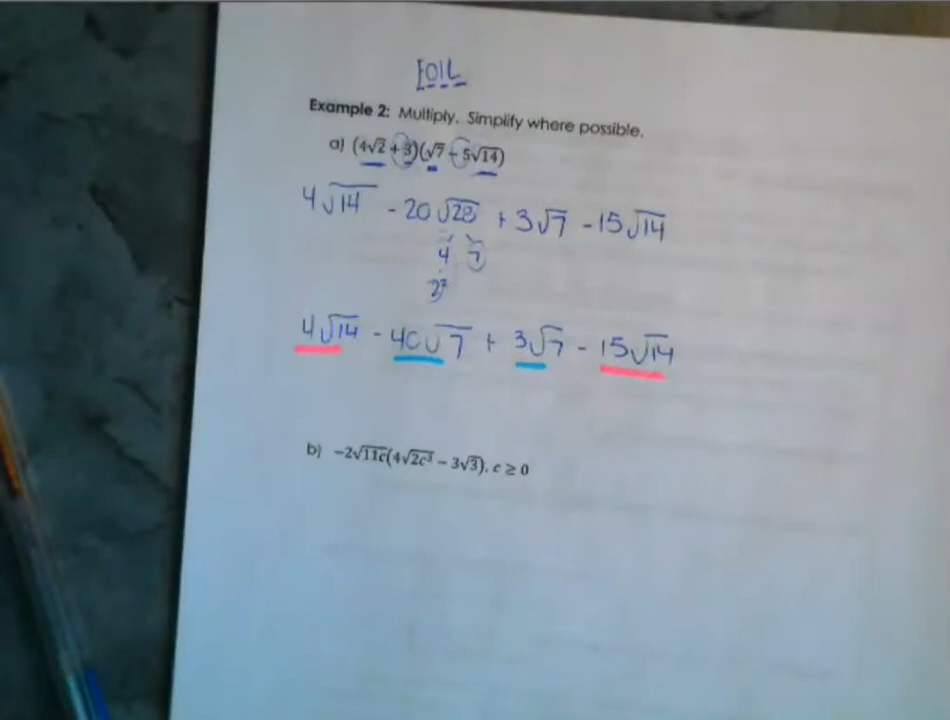 FOIL
Example 2: Multiply. Simplify where possible.
a) (4√2 + 3)(√7 − 5√14)
4√14 - 20√28 + 3√7 - 15√14
4 7
2²
4√14 - 40√7 + 3√7 - 15√14
b) −2√11c(4√2c³ − 3√3), c ≥ 0